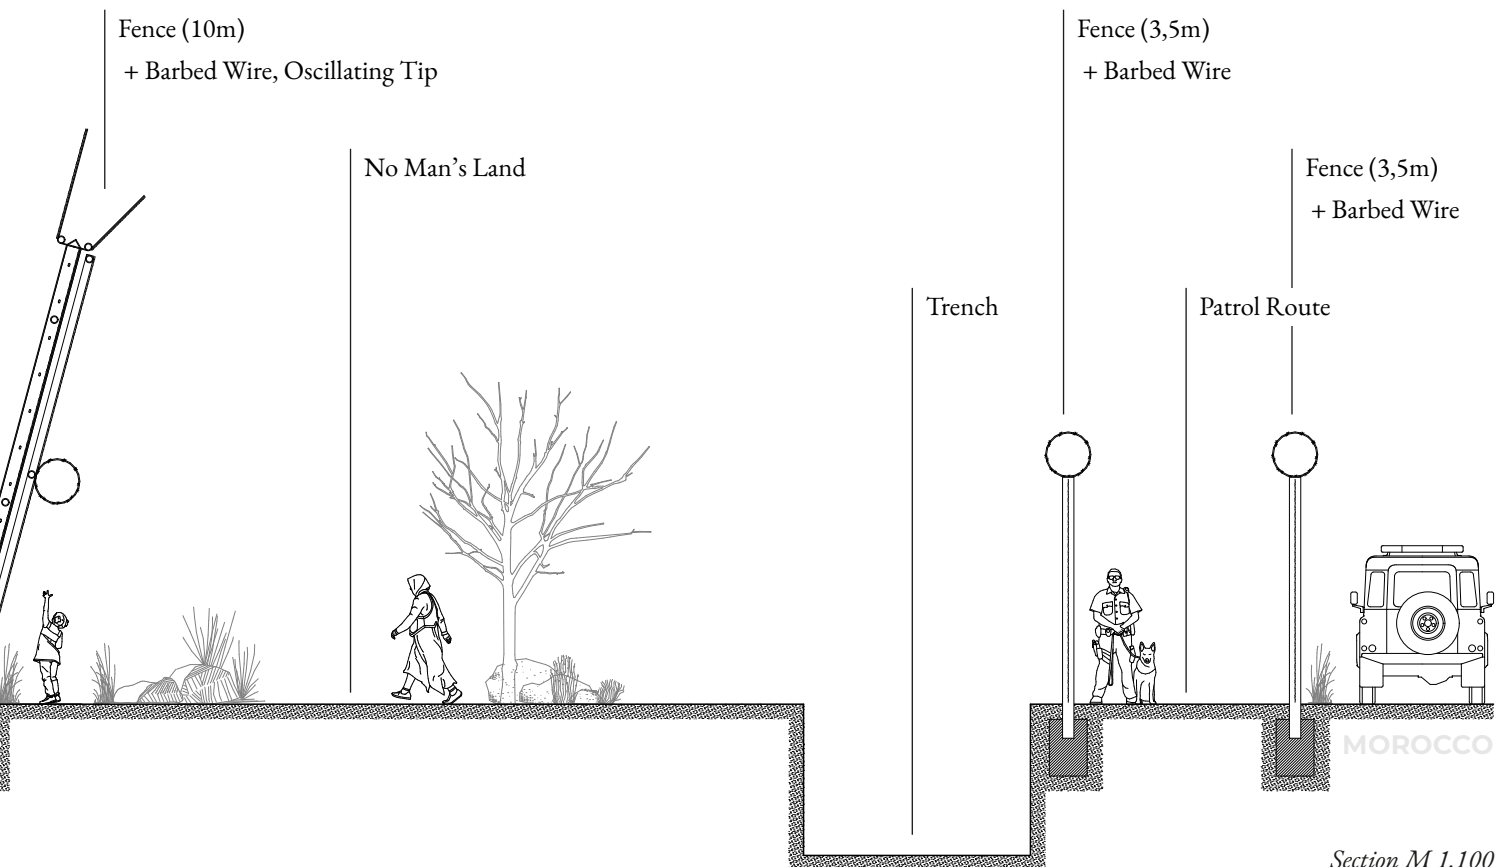 Fence (10m)
+ Barbed Wire, Oscillating Tip
No Man’s Land
Trench
Fence (3,5m)
+ Barbed Wire
Patrol Route
Fence (3,5m)
+ Barbed Wire
MOROCCO
Section M 1.100